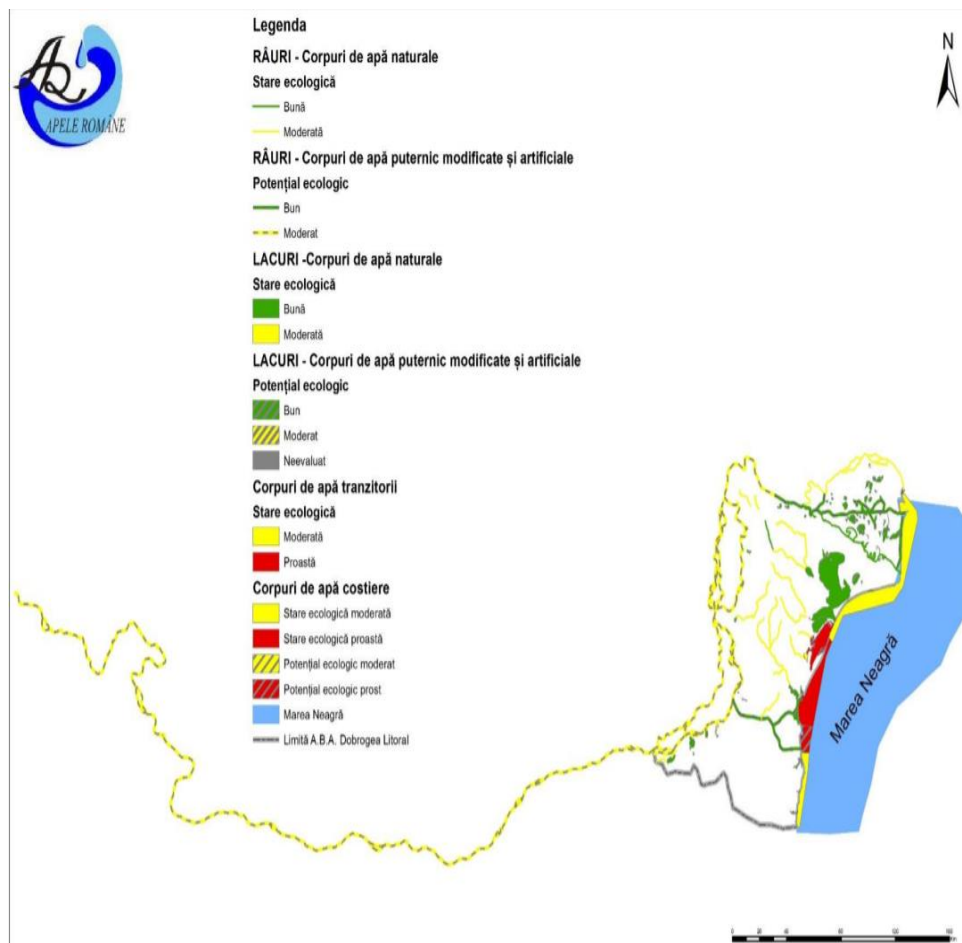 APELE ROMÂNE
Legenda
RÂURI - Corpuri de apă naturale
Stare ecologică
Bună
Moderată
RÂURI - Corpuri de apă puternic modificate și artificiale
Potențial ecologic
Bun
Moderat
LACURI -Corpuri de apă naturale
Stare ecologică
Bună
Moderată
LACURI - Corpuri de apă puternic modificate și artificiale
Potențial ecologic
Bun
Moderat
Neevaluat
Corpuri de apă tranzitorii
Stare ecologică
Moderată
Proastă
Corpuri de apă costiere
Stare ecologică moderată
Stare ecologică proastă
Potențial ecologic moderat
Potențial ecologic prost
Marea Neagră
Limită A.B.A. Dobrogea Litoral
N
Marea Neagră